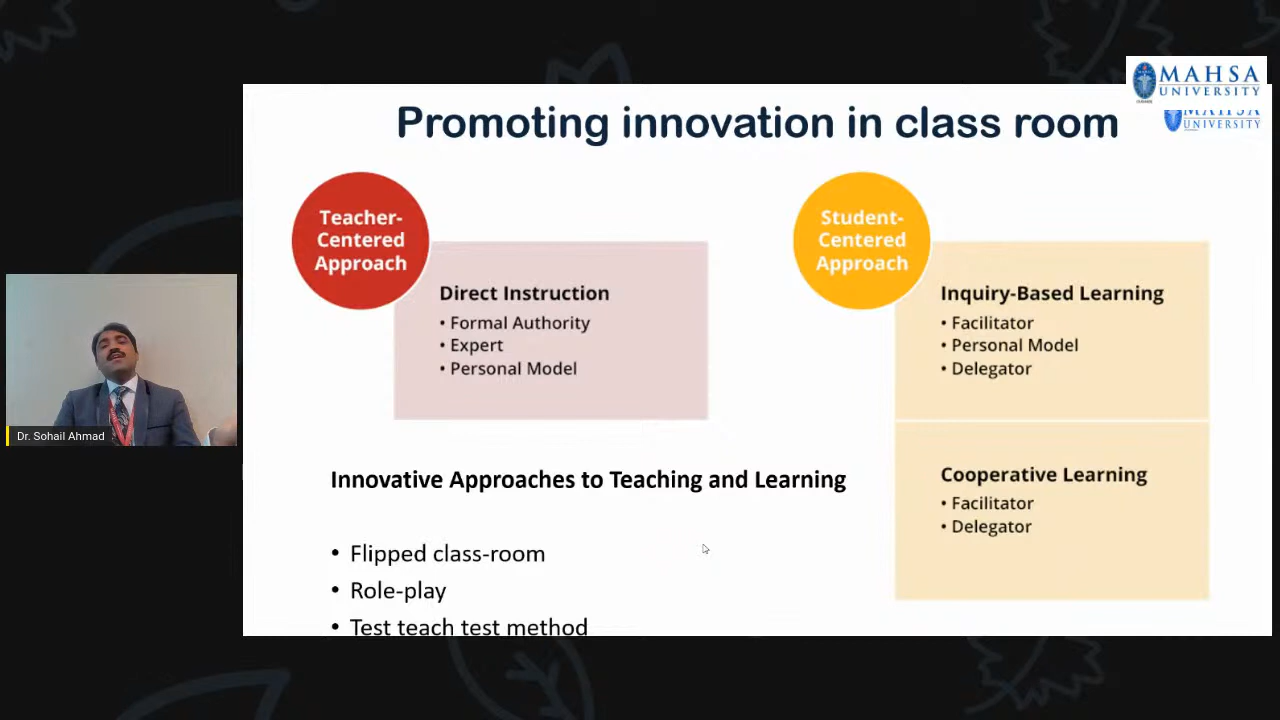 MAHSA
UNIVERSITY
MAHSA
UNIVERSITY
Promoting innovation in class room
Teacher-
Centered
Approach
Direct Instruction
• Formal Authority
• Expert
• Personal Model
Student-
Centered
Approach
Inquiry-Based Learning
• Facilitator
• Personal Model
• Delegator
Cooperative Learning
• Facilitator
• Delegator
Dr. Sohail Ahmad
Innovative Approaches to Teaching and Learning
• Flipped class-room
• Role-play
• Test teach test method